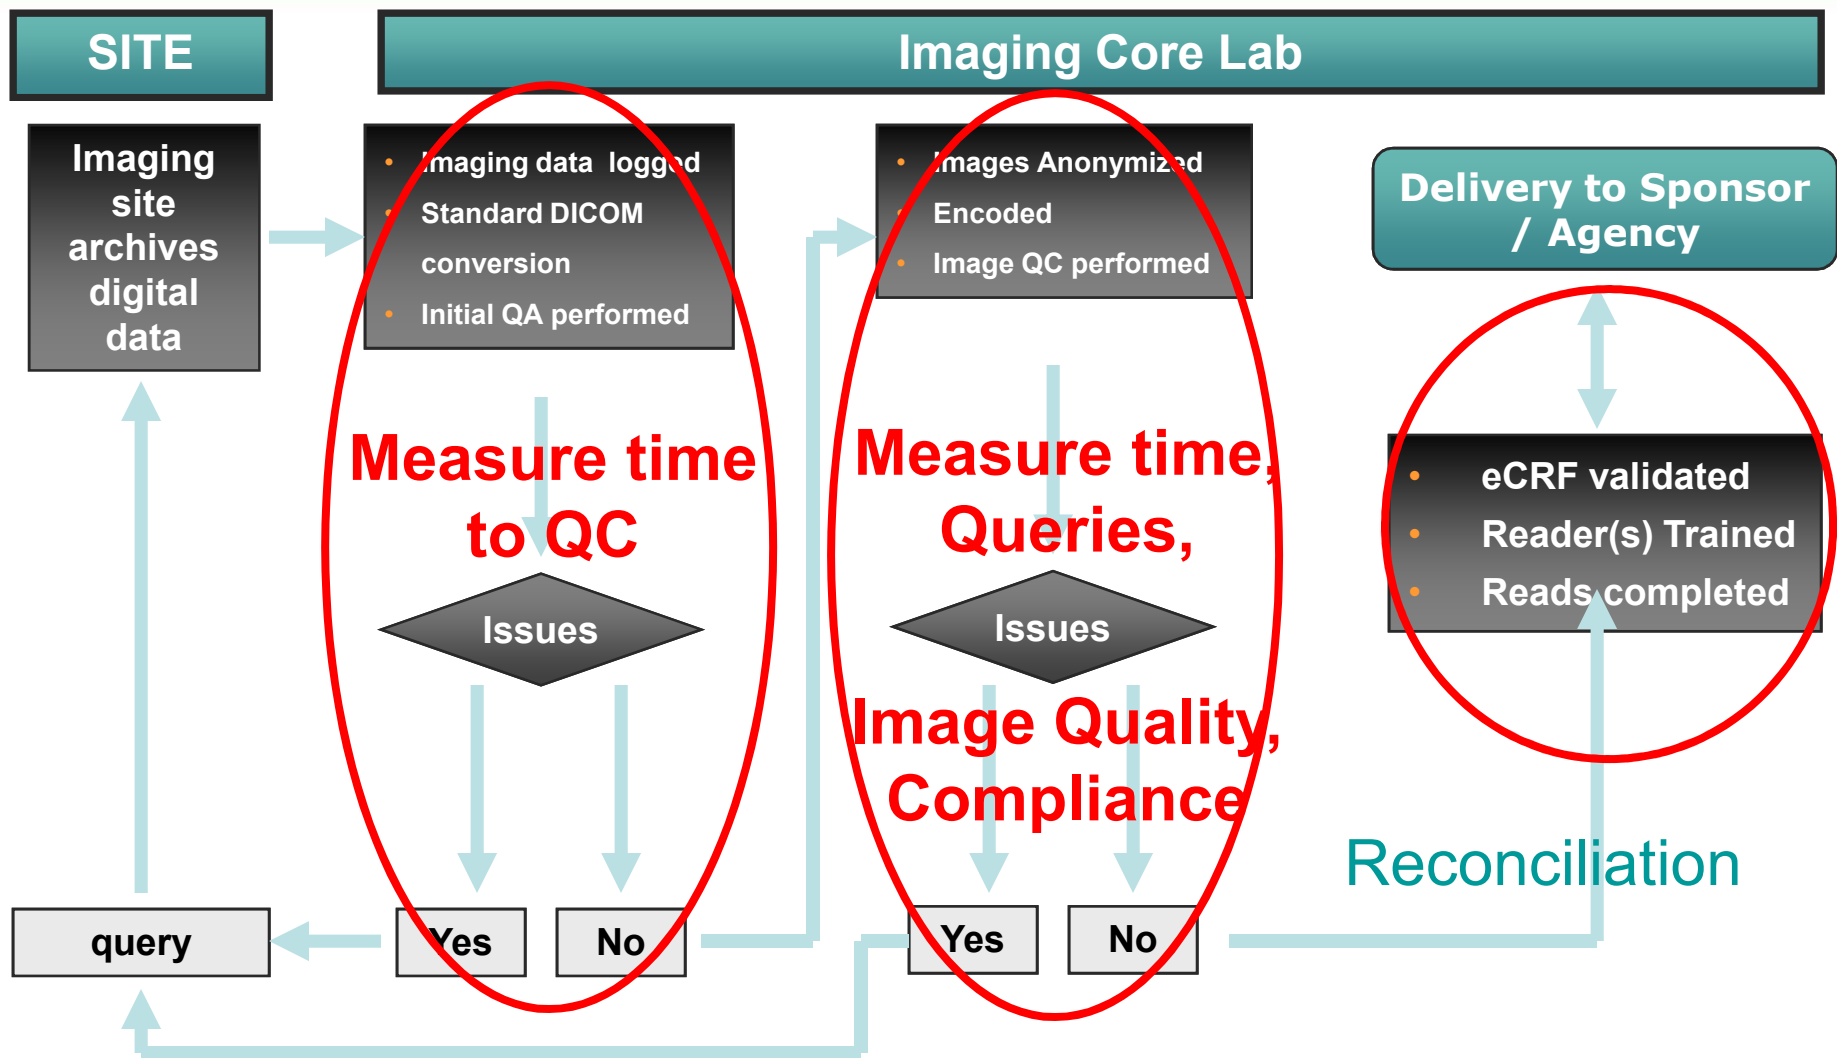 SITE
Imaging Core Lab
Imaging
site
archives
digital
data
• Imaging data logged
• Standard DICOM
conversion
• Initial QA performed
• Images Anonymized
• Encoded
• Image QC performed
Delivery to Sponsor
/ Agency
Measure time
to QC
Measure time,
Queries,
• eCRF validated
• Reader(s) Trained
• Reads completed
Issues
Issues
Image Quality,
Compliance
Reconciliation
query
Yes
No
Yes
No